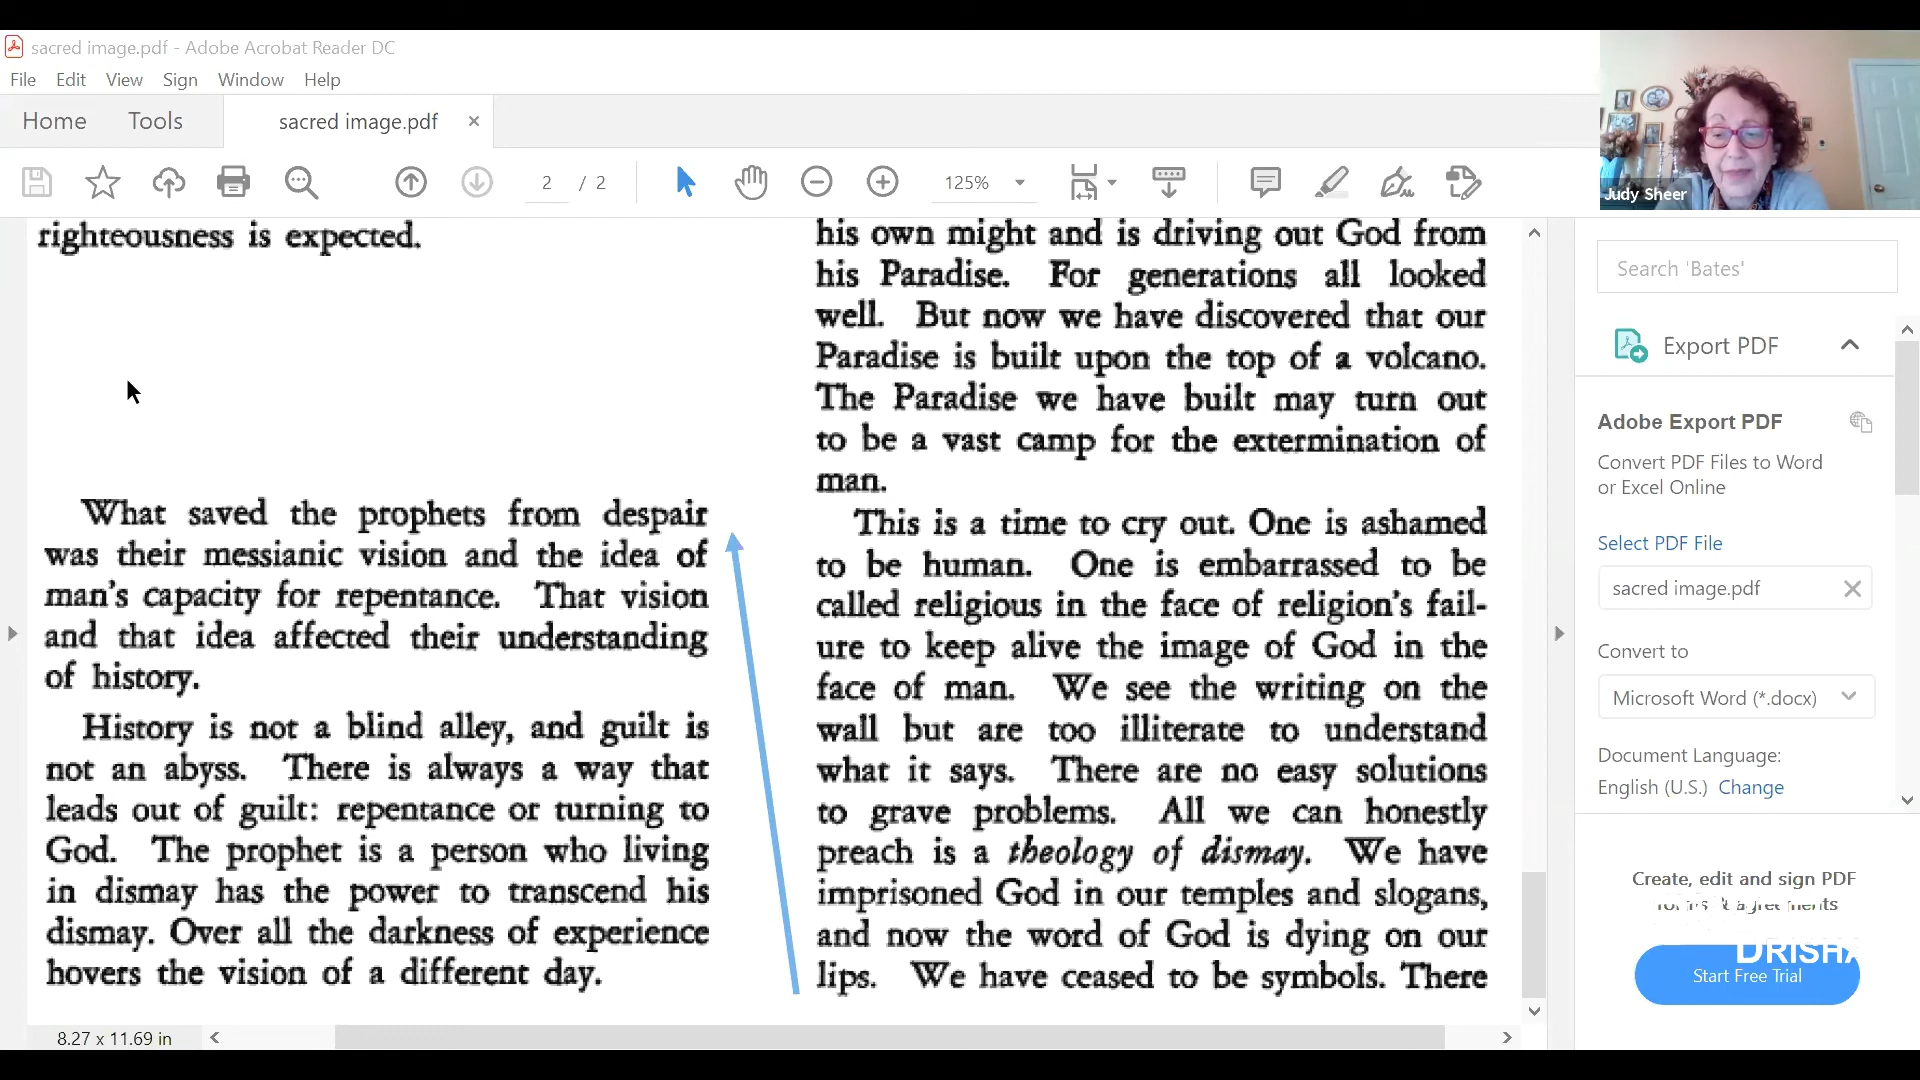 sacred image.pdf - Adobe Acrobat Reader DC
File Edit View Sign Window Help
Home Tools sacred image.pdf
2 / 2 125%
righteousness is expected.
What saved the prophets from despair
was their messianic vision and the idea of
man's capacity for repentance. That vision
and that idea affected their understanding
of history.
History is not a blind alley, and guilt is
not an abyss. There is always a way that
leads out of guilt: repentance or turning to
God. The prophet is a person who living
in dismay has the power to transcend his
dismay. Over all the darkness of experience
hovers the vision of a different day.
his own might and is driving out God from
his Paradise. For generations all looked
well. But now we have discovered that our
Paradise is built upon the top of a volcano.
The Paradise we have built may turn out
to be a vast camp for the extermination of
man.
This is a time to cry out. One is ashamed
to be human. One is embarrassed to be
called religious in the face of religion's fail-
ure to keep alive the image of God in the
face of man. We see the writing on the
wall but are too illiterate to understand
what it says. There are no easy solutions
to grave problems. All we can honestly
preach is a theology of dismay. We have
imprisoned God in our temples and slogans,
and now the word of God is dying on our
lips. We have ceased to be symbols. There
8.27 x 11.69 in
Judy Sheer
Search 'Bates'
Export PDF
Adobe Export PDF
Convert PDF Files to Word
or Excel Online
Select PDF File
sacred image.pdf
Convert to
Microsoft Word (*.docx)
Document Language:
English (U.S.) Change
Create, edit and sign PDF
DRISHA
Start Free Trial